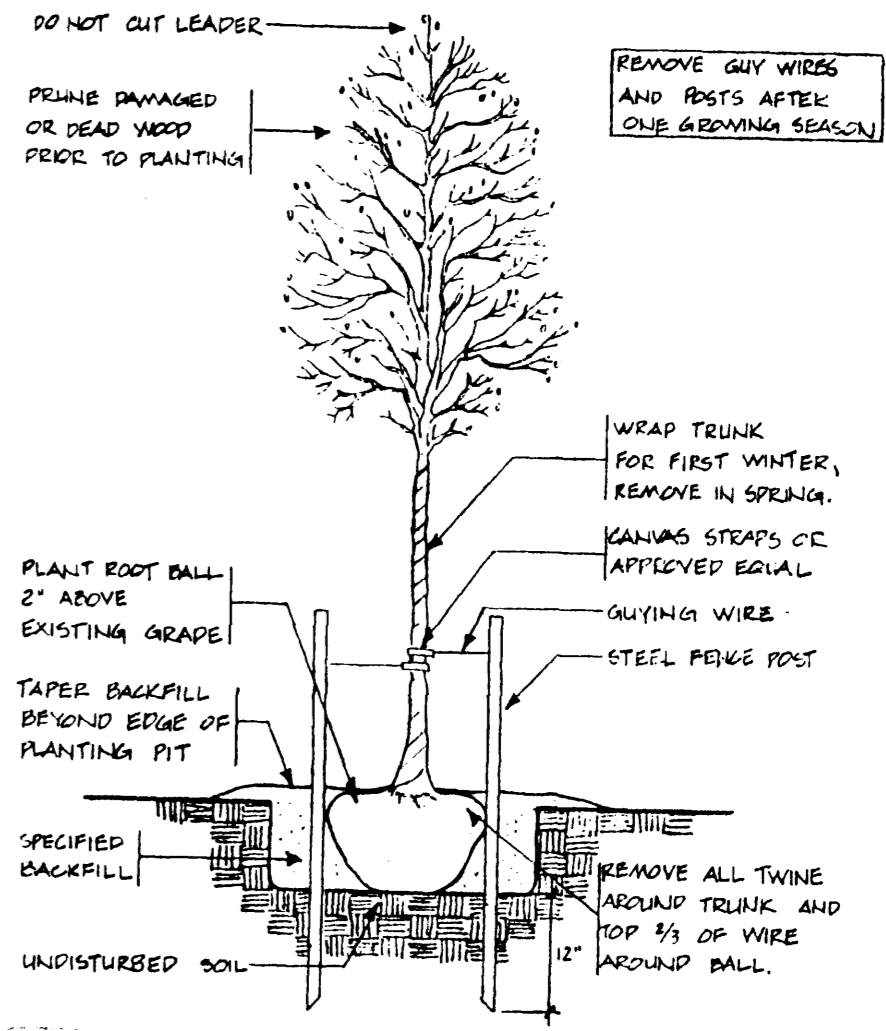 DO NOT CUT LEADER
PRUNE DAMAGED
OR DEAD WOOD
PRIOR TO PLANTING
REMOVE GUY WIRES
AND POSTS AFTER
ONE GROWING SEASON
WRAP TRUNK
FOR FIRST WINTER,
REMOVE IN SPRING.
CANVAS STRAPS OR
APPROVED EQUAL
GUYING WIRE
STEEL FENCE POST
PLANT ROOT BALL
2" ABOVE
EXISTING GRADE
TAPER BACKFILL
BEYOND EDGE OF
PLANTING PIT
SPECIFIED
BACKFILL
UNDISTURBED SOIL
REMOVE ALL TWINE
AROUND TRUNK AND
TOP 2/3 OF WIRE
AROUND BALL.
12"